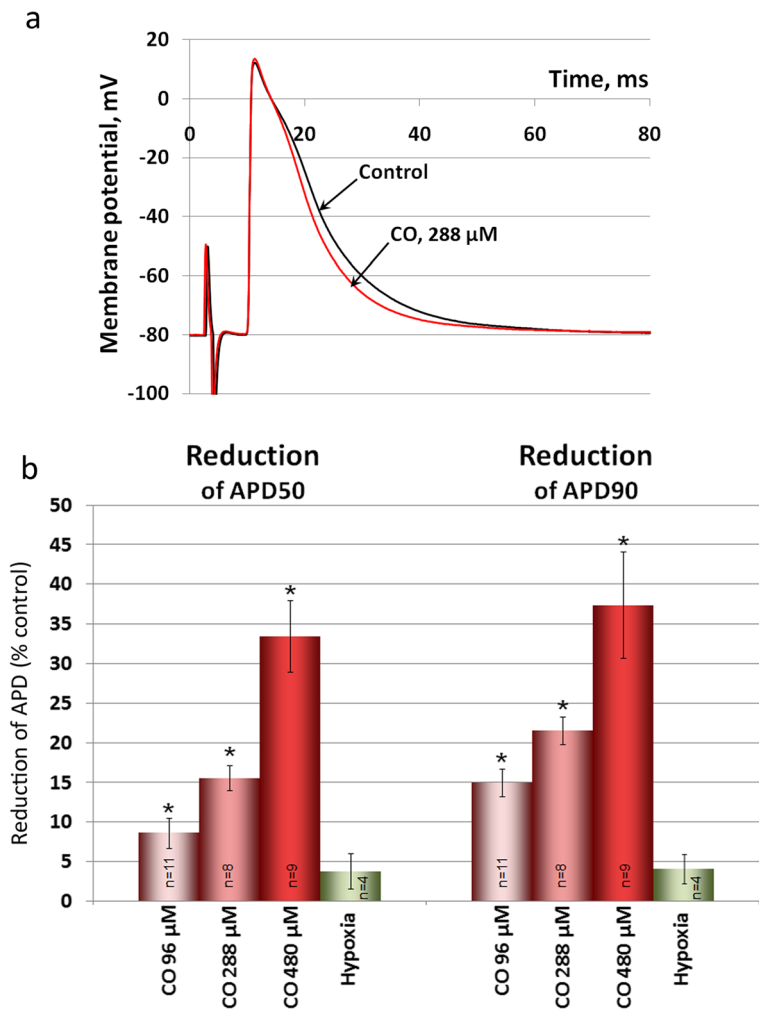 a
Membrane potential, mV
20
0
-20
-40
-60
-80
-100
Time, ms
0
20
40
60
80
Control
CO, 288 µM
b
Reduction
of APD50
Reduction
of APD90
Reduction of APD (% control)
50
45
40
35
30
25
20
15
10
5
0
*
*
*
*
*
*
n=11
n=8
n=9
n=4
n=11
n=8
n=9
n=4
CO 96 µM
CO 288 µM
CO 480 µM
Hypoxia
CO 96 µM
CO 288 µM
CO 480 µM
Hypoxia